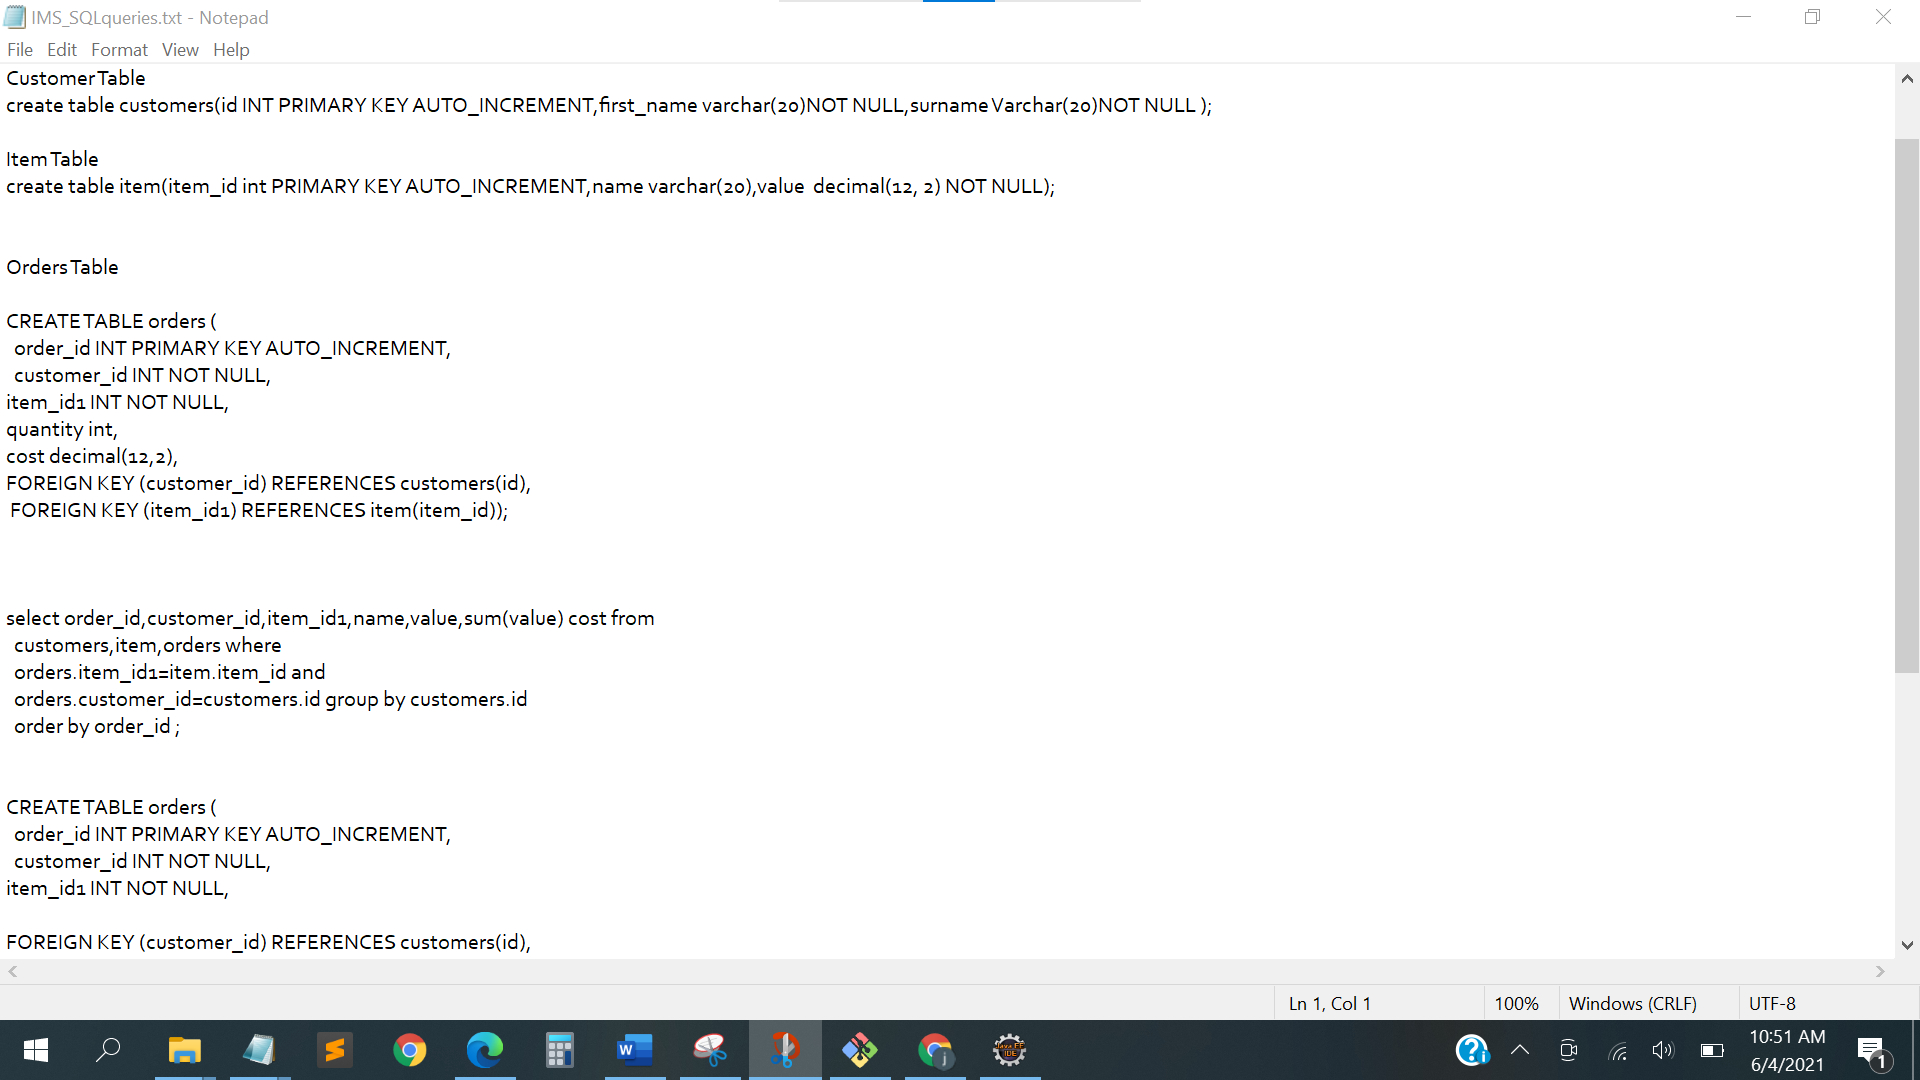 IMS_SQLqueries.txt - Notepad
File Edit Format View Help
Customer Table
create table customers(id INT PRIMARY KEY AUTO_INCREMENT,first_name varchar(20)NOT NULL,surname Varchar(20)NOT NULL );
Item Table
create table item(item_id int PRIMARY KEY AUTO_INCREMENT,name varchar(20),value  decimal(12, 2) NOT NULL);
Orders Table
CREATE TABLE orders (
order_id INT PRIMARY KEY AUTO_INCREMENT,
customer_id INT NOT NULL,
item_id1 INT NOT NULL,
quantity int,
cost decimal(12,2),
FOREIGN KEY (customer_id) REFERENCES customers(id),
FOREIGN KEY (item_id1) REFERENCES item(item_id));
select order_id,customer_id,item_id1,name,value,sum(value) cost from
customers,item,orders where
orders.item_id1=item.item_id and
orders.customer_id=customers.id group by customers.id
order by order_id ;
CREATE TABLE orders (
order_id INT PRIMARY KEY AUTO_INCREMENT,
customer_id INT NOT NULL,
item_id1 INT NOT NULL,
FOREIGN KEY (customer_id) REFERENCES customers(id),
Ln 1, Col 1 100% Windows (CRLF) UTF-8
10:51 AM
6/4/2021
1